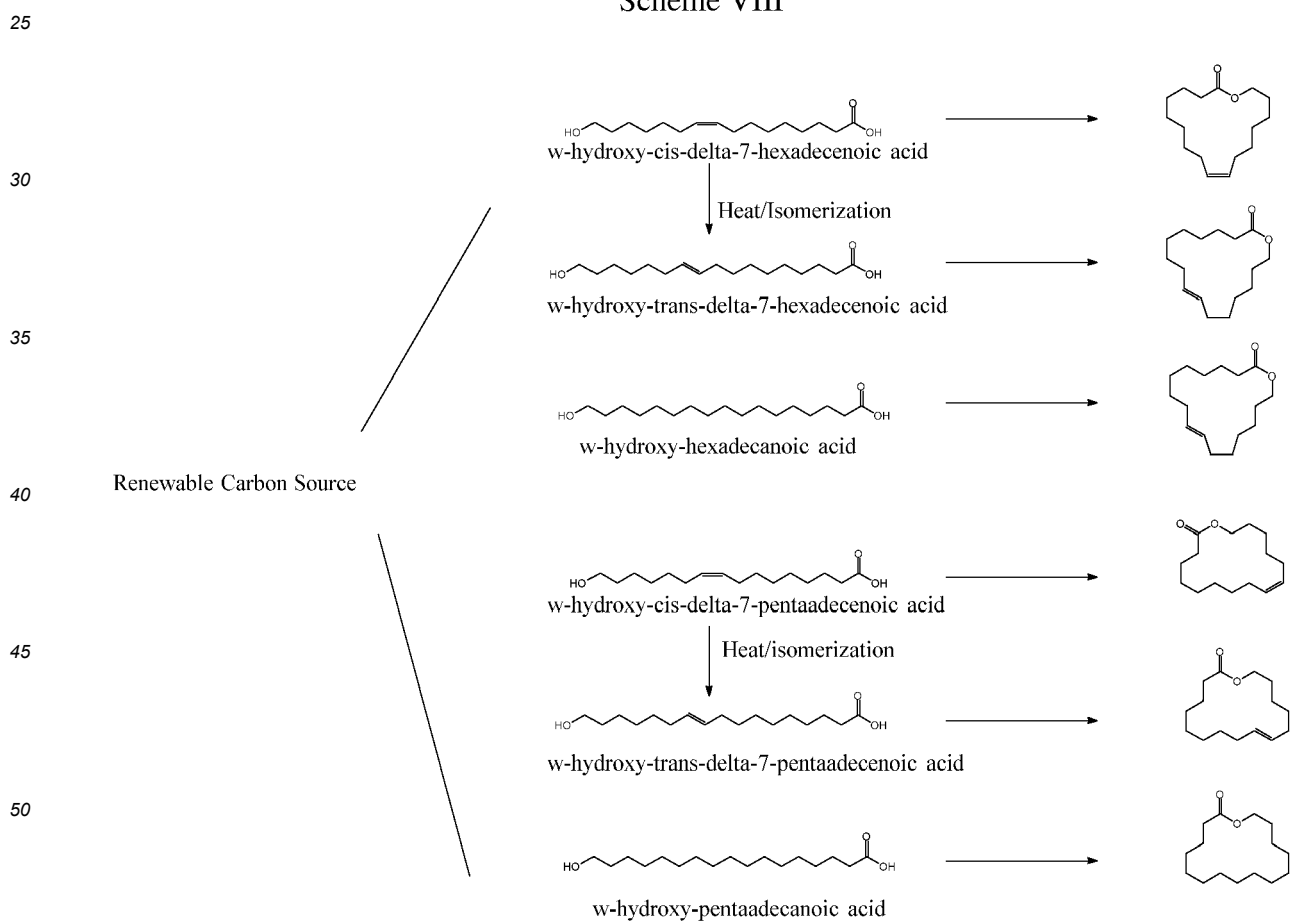 Scheme VIII
25
O
O
HO
O
OH
w-hydroxy-cis-delta-7-hexadecenoic acid
30
Heat/Isomerization
O
O
HO
O
OH
w-hydroxy-trans-delta-7-hexadecenoic acid
35
O
O
HO
O
OH
w-hydroxy-hexadecanoic acid
Renewable Carbon Source
40
O
O
HO
O
OH
w-hydroxy-cis-delta-7-pentaadecenoic acid
45
Heat/isomerization
O
O
HO
O
OH
w-hydroxy-trans-delta-7-pentaadecenoic acid
50
O
O
HO
O
OH
w-hydroxy-pentaadecanoic acid